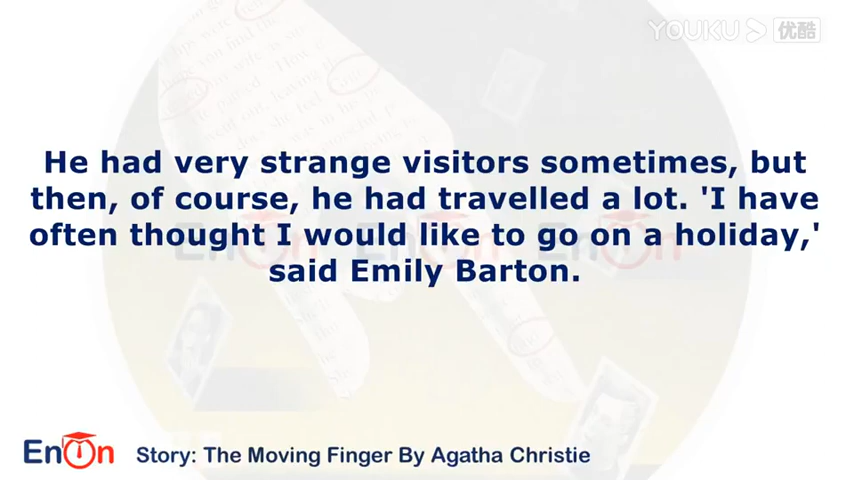 YOUKU 优酷
He had very strange visitors sometimes, but
then, of course, he had travelled a lot. 'I have
often thought I would like to go on a holiday,'
said Emily Barton.
EnOn Story: The Moving Finger By Agatha Christie